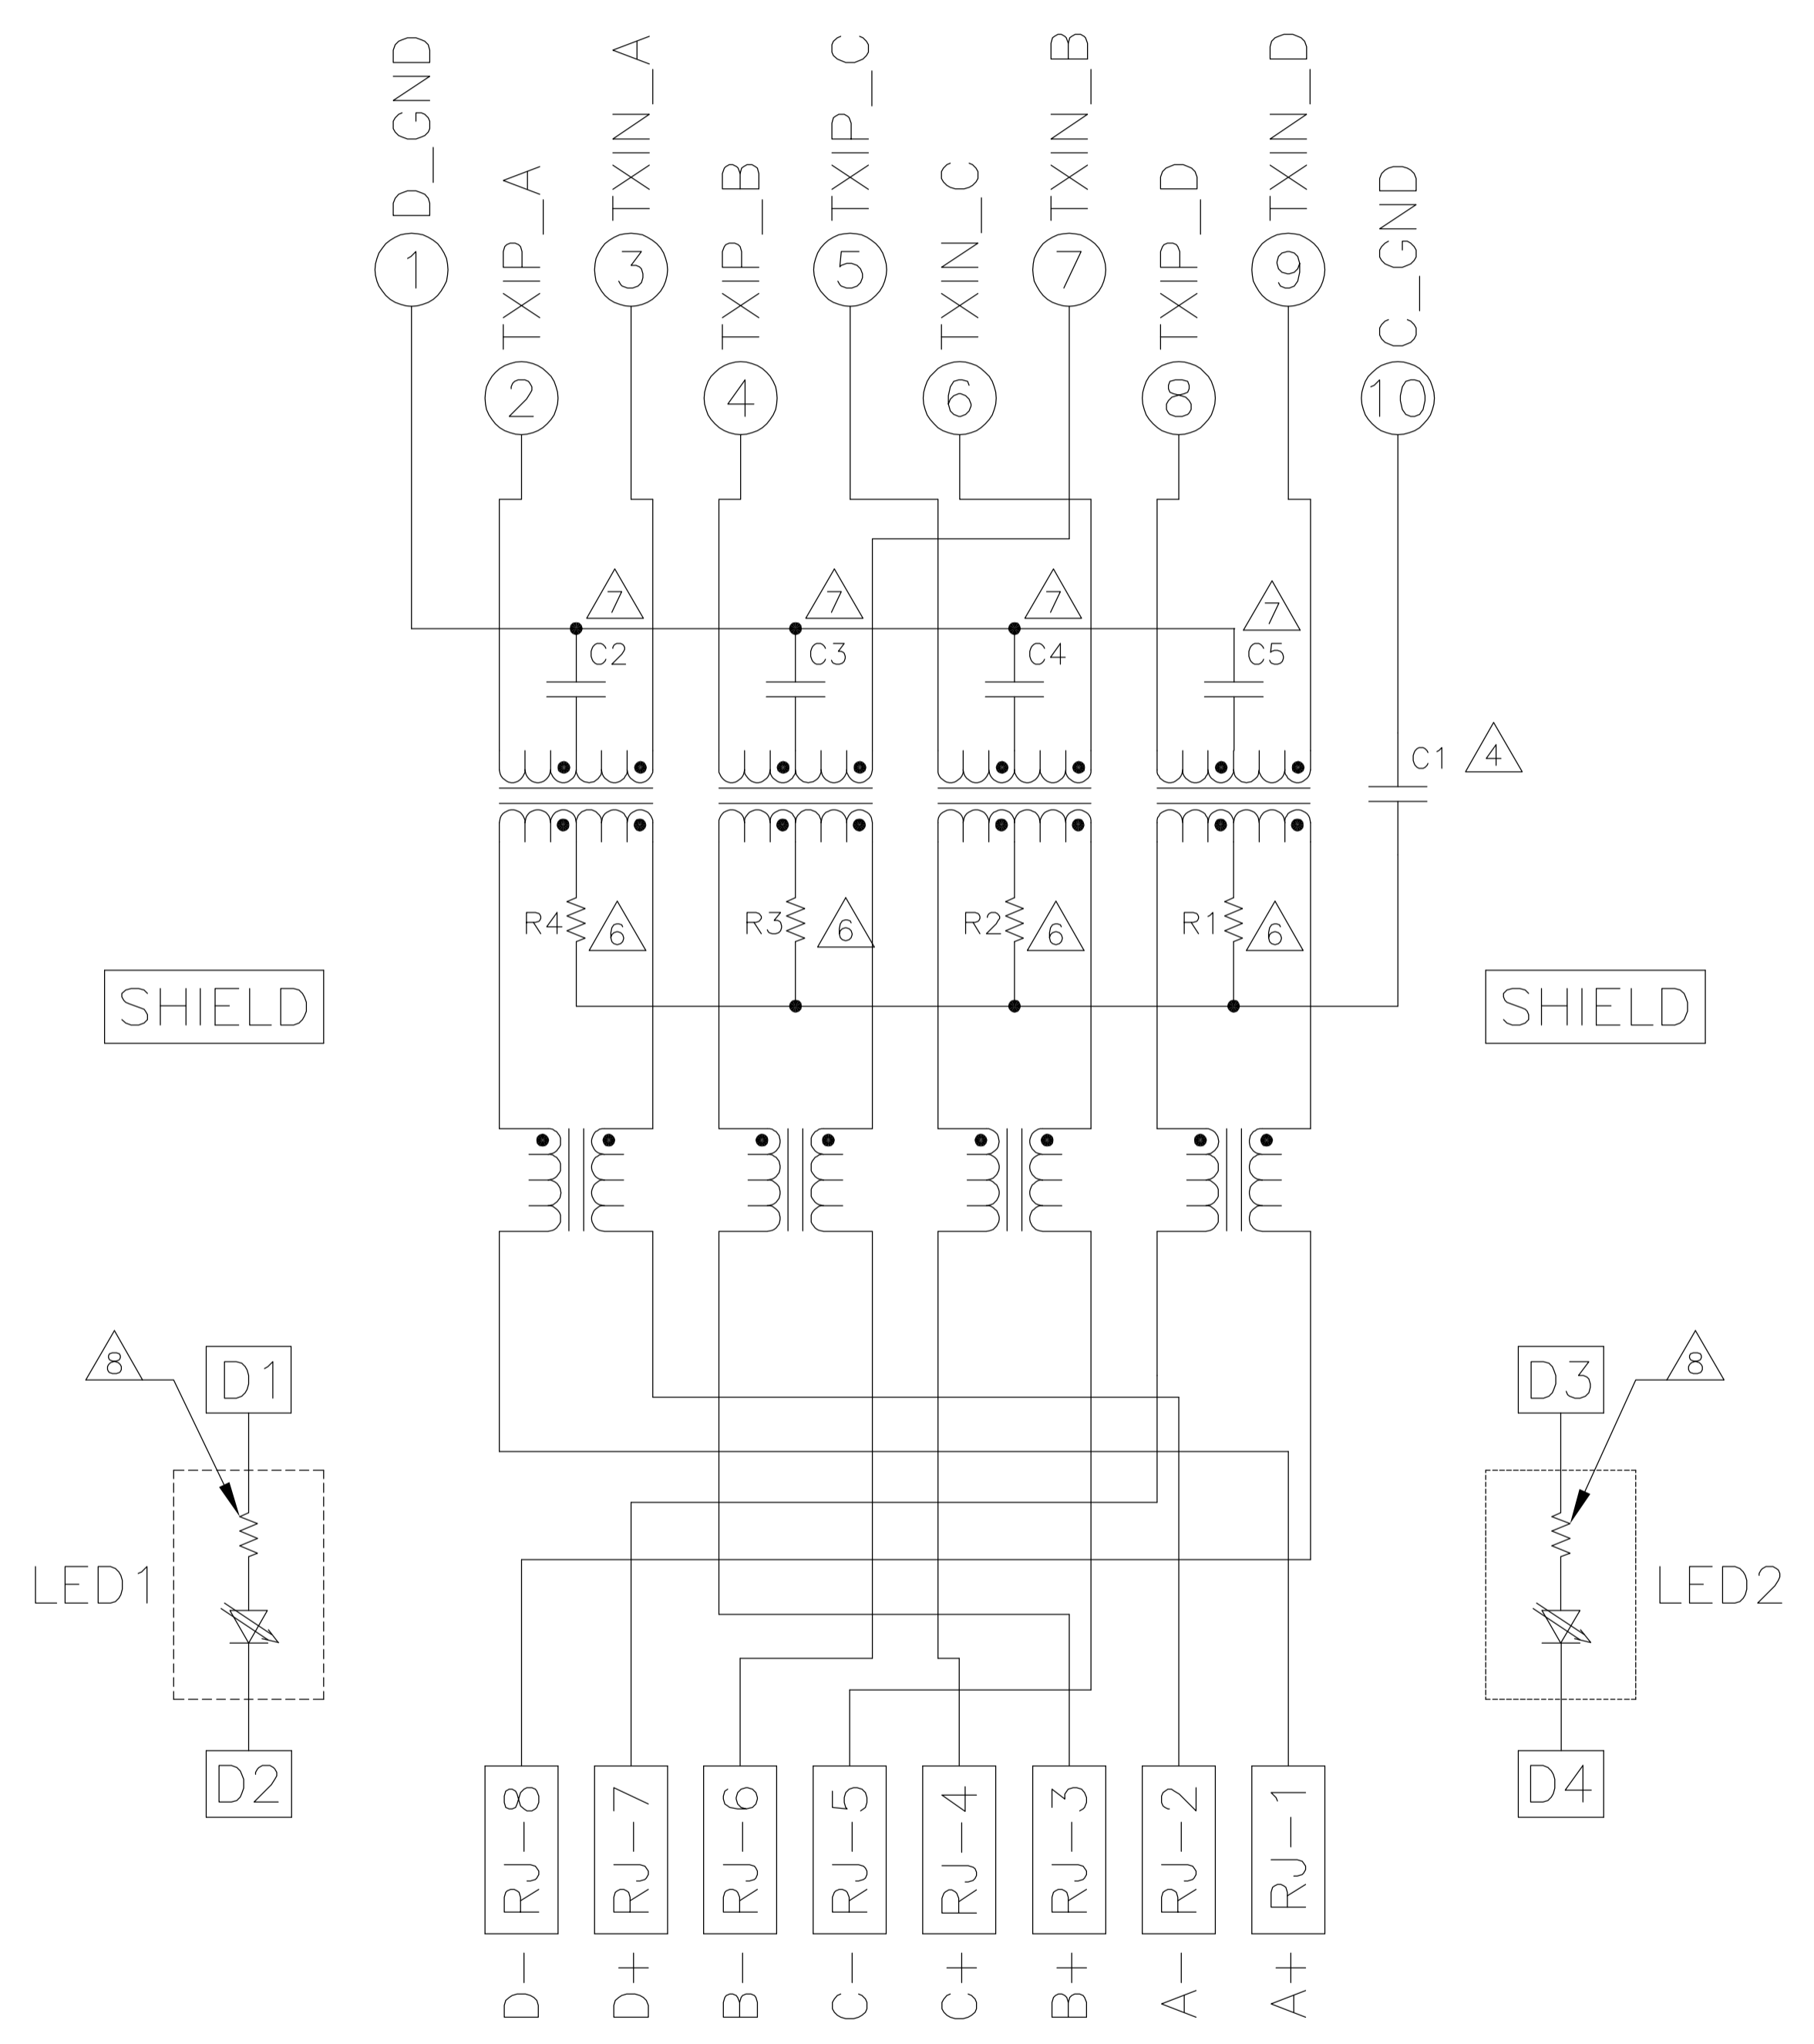 D_GND
TXIN_A
TXIP_C
TXIN_B
TXIN_D
TXIP_A
TXIP_B
TXIN_C
TXIP_D
C_GND
1
3
5
7
9
2
4
6
8
10
7
7
7
7
C2
C3
C4
C5
C1
4
R4
6
R3
6
R2
6
R1
6
SHIELD
SHIELD
8
D1
D3
8
LED1
LED2
D2
D4
RJ-8
RJ-7
RJ-6
RJ-5
RJ-4
RJ-3
RJ-2
RJ-1
D-
D+
B-
C-
C+
B+
A-
A+